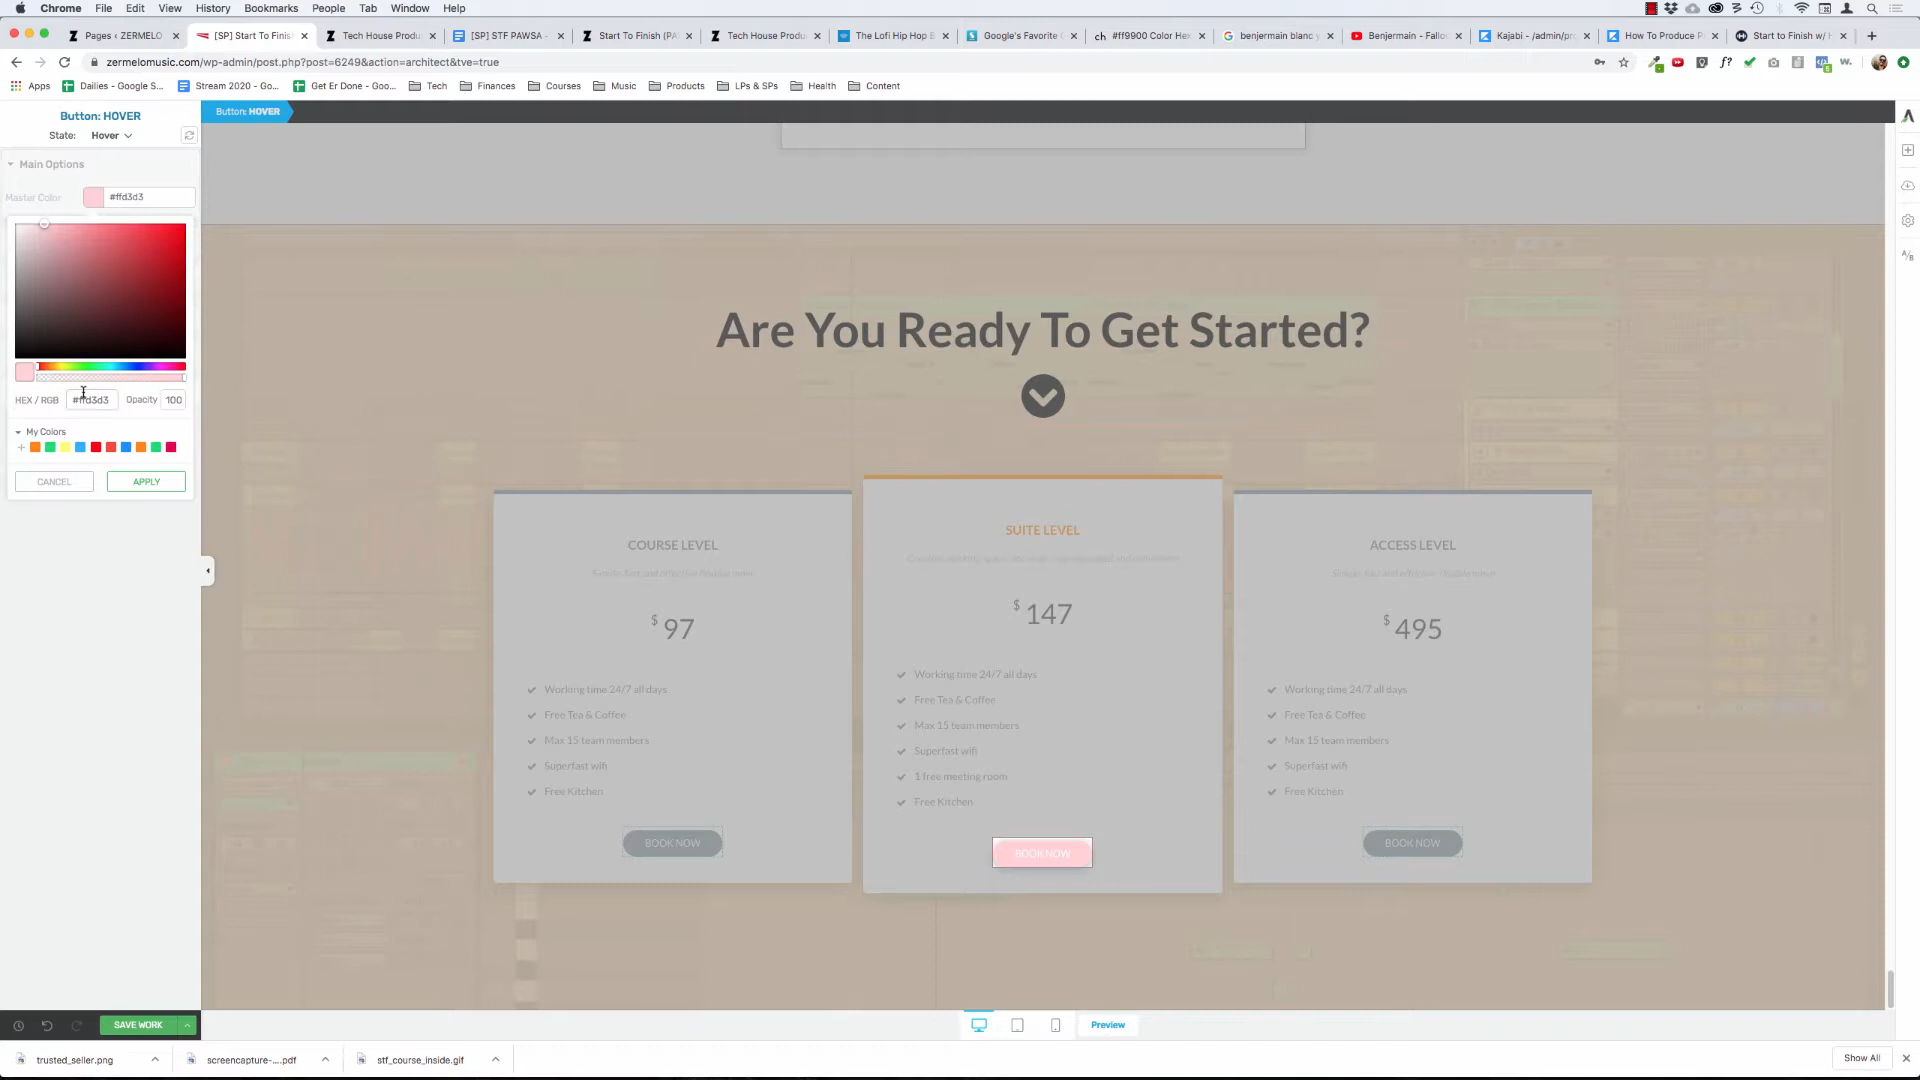 Chrome File Edit View History Bookmarks People Tab Window Help
Pages ‹ ZERMELO
[SP] Start To Finis
Tech House Produ
[SP] STF PAWSA -
Start To Finish (PA
Tech House Produ
The Lofi Hip Hop B
Google's Favorite
#ff9900 Color Hex
benjermain bland
Benjermain - Fallo
Kajabi - /admin/pr
How To Produce P
Start to Finish w/
zermelomusic.com/wp-admin/post.php?post=6249&action=architect&tve=true
Apps Dailies - Google S... Stream 2020 - Go... Get Er Done - Goo... Tech Finances Courses Music Products LPs & SPs Health Content
Button: HOVER
State: Hover
Main Options
Master Color #ffd3d3
HEX / RGB #ffd3d3 Opacity 100
My Colors
CANCEL APPLY
SAVE WORK
Button: HOVER
Are You Ready To Get Started?
COURSE LEVEL
$ 97
Working time 24/7 all days
Free Tea & Coffee
Max 15 team members
Superfast wifi
Free Kitchen
BOOK NOW
SUITE LEVEL
$ 147
Working time 24/7 all days
Free Tea & Coffee
Max 15 team members
Superfast wifi
1 free meeting room
Free Kitchen
BOOK NOW
ACCESS LEVEL
$ 495
Working time 24/7 all days
Free Tea & Coffee
Max 15 team members
Superfast wifi
Free Kitchen
BOOK NOW
Preview
trusted_seller.png
screencapture-....pdf
stf_course_inside.gif
Show All